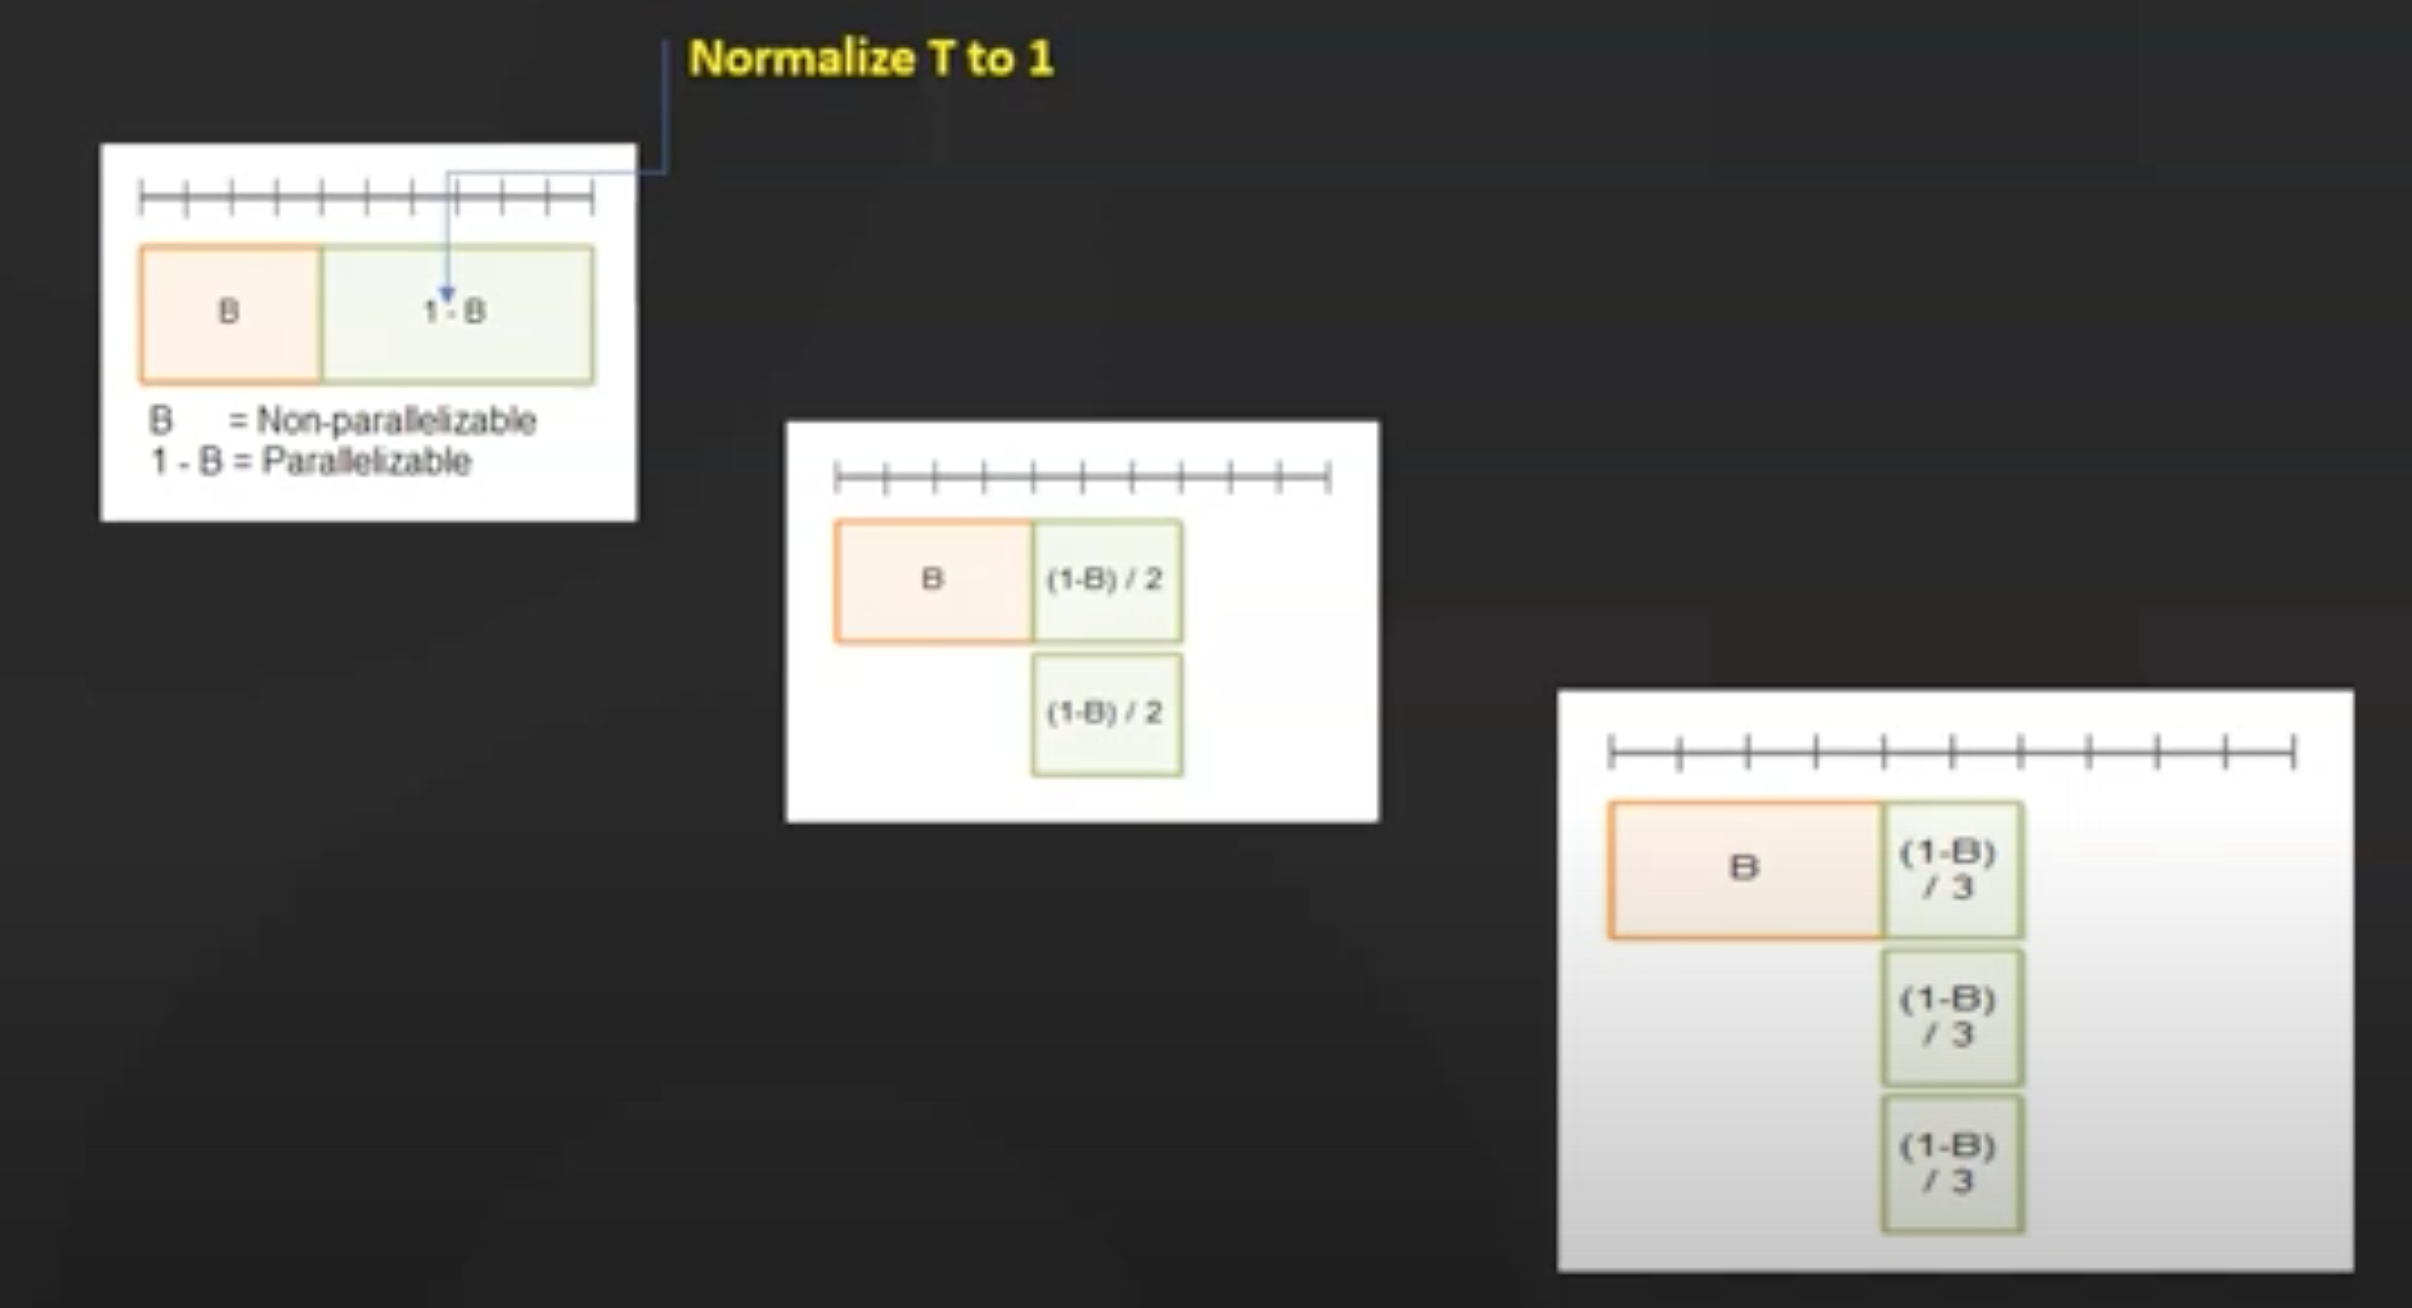 Normalize T to 1
B
1 - B
B = Non-parallelizable
1 - B = Parallelizable
B
(1-B) / 2
(1-B) / 2
B
(1-B)
/ 3
(1-B)
/ 3
(1-B)
/ 3